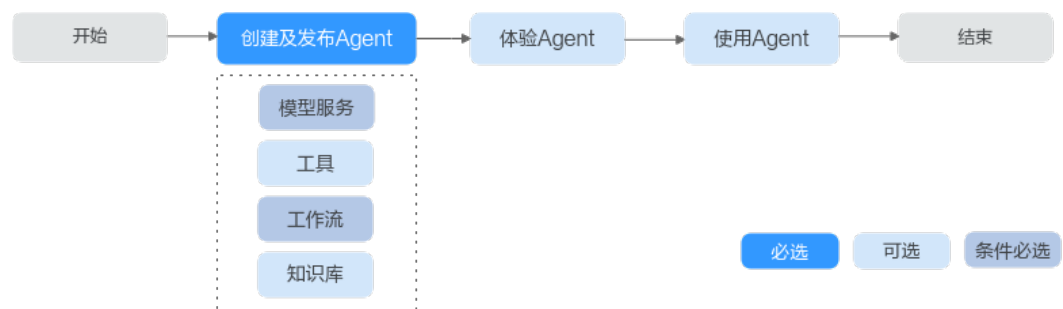 开始
创建及发布Agent
体验Agent
使用Agent
结束
模型服务
工具
工作流
知识库
必选
可选
条件必选